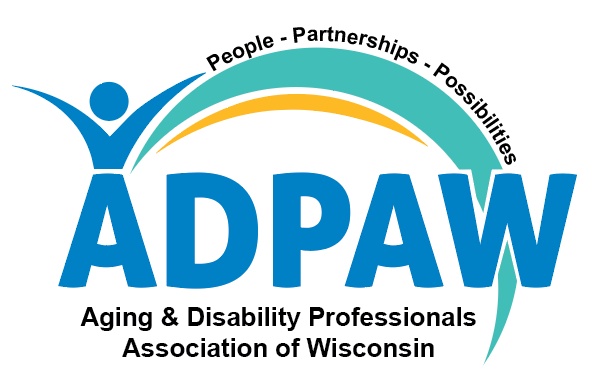 People - Partnerships - Possibilities
ADPAW
Aging & Disability Professionals
Association of Wisconsin